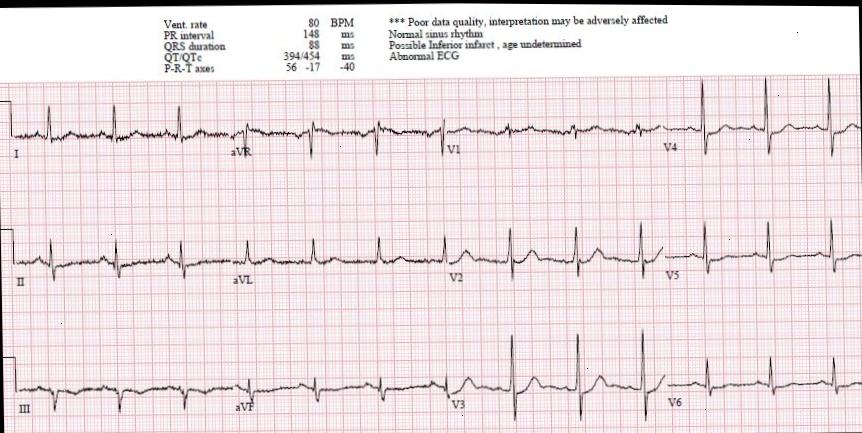 Vent. rate 80 BPM
PR interval 148 ms
QRS duration 88 ms
QT/QTc 394/454 ms
P-R-T axes 56 -17 -40
*** Poor data quality, interpretation may be adversely affected
Normal sinus rhythm
Possible Inferior infarct , age undetermined
Abnormal ECG
I aVR V1 V4
II aVL V2 V5
III aVF V3 V6